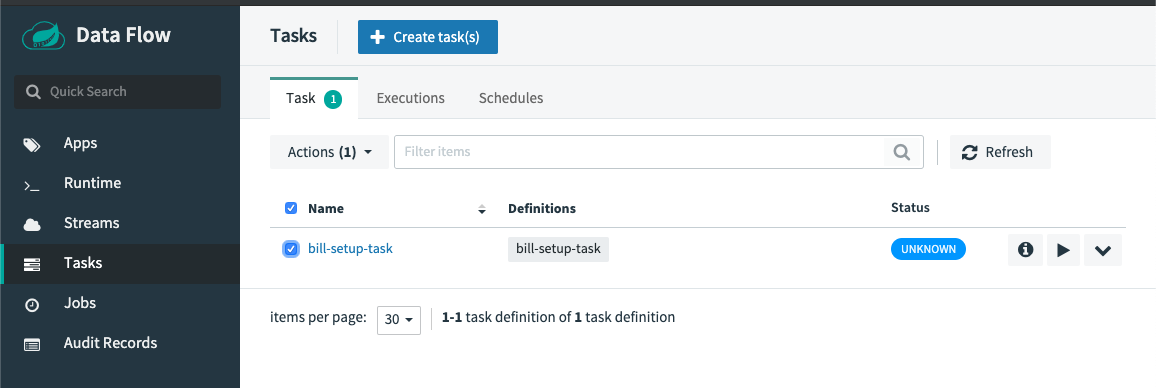 Data Flow
Quick Search
Apps
Runtime
Streams
Tasks
Jobs
Audit Records
Tasks
Create task(s)
Task 1
Executions
Schedules
Actions (1)
Filter items
Refresh
Name
Definitions
Status
bill-setup-task
bill-setup-task
UNKNOWN
items per page: 30
1-1 task definition of 1 task definition